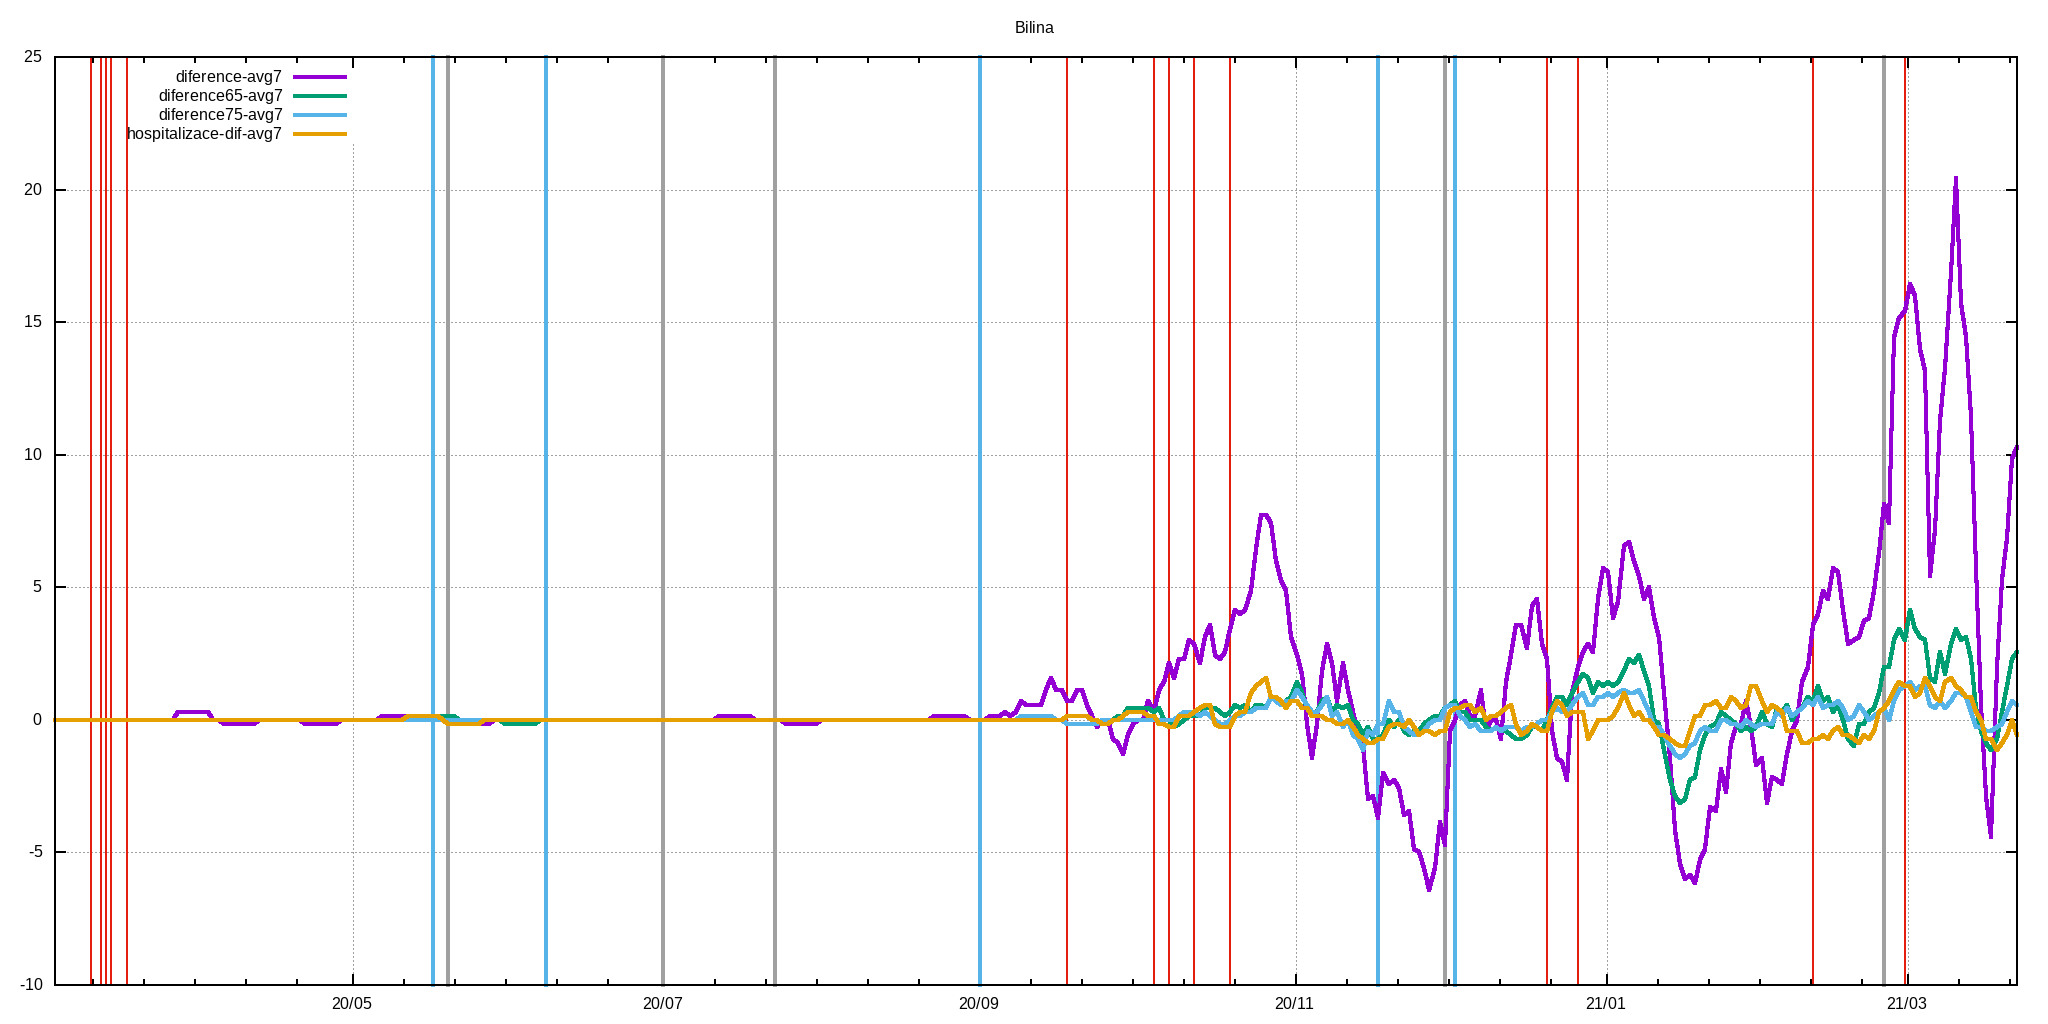 Bilina
25
diference-avg7
diference65-avg7
diference75-avg7
hospitalizace-dif-avg7
20
15
10
5
0
-5
-10
20/05 20/07 20/09 20/11 21/01 21/03